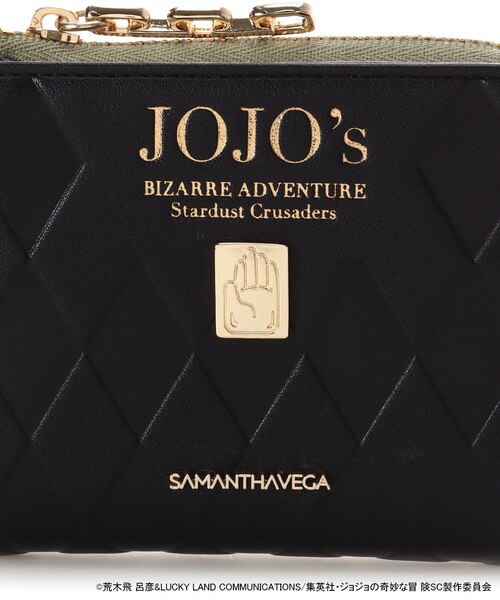 JOJO's
BIZARRE ADVENTURE
Stardust Crusaders
SAMANTHAVEGA
©荒木飛 呂彦&LUCKY LAND COMMUNICATIONS/集英社・ジョジョの奇妙な冒 険SC製作委員会